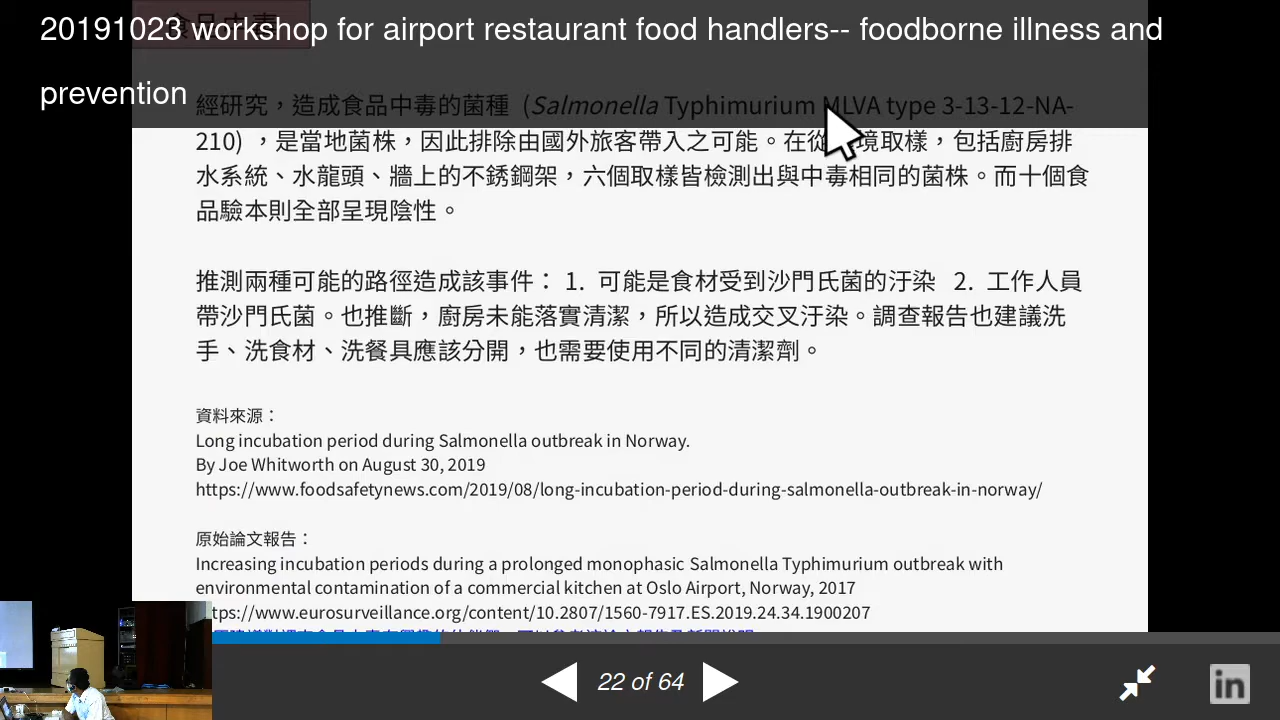 食品中毒
20191023 workshop for airport restaurant food handlers-- foodborne illness and
prevention
經研究，造成食品中毒的菌種 (Salmonella Typhimurium MLVA type 3-13-12-NA-
210) ，是當地菌株，因此排除由國外旅客帶入之可能。在從環境取樣，包括廚房排
水系統、水龍頭、牆上的不銹鋼架，六個取樣皆檢測出與中毒相同的菌株。而十個食
品驗本則全部呈現陰性。
推測兩種可能的路徑造成該事件： 1. 可能是食材受到沙門氏菌的汙染 2. 工作人員
帶沙門氏菌。也推斷，廚房未能落實清潔，所以造成交叉汙染。調查報告也建議洗
手、洗食材、洗餐具應該分開，也需要使用不同的清潔劑。
資料來源：
Long incubation period during Salmonella outbreak in Norway.
By Joe Whitworth on August 30, 2019
https://www.foodsafetynews.com/2019/08/long-incubation-period-during-salmonella-outbreak-in-norway/
原始論文報告：
Increasing incubation periods during a prolonged monophasic Salmonella Typhimurium outbreak with
environmental contamination of a commercial kitchen at Oslo Airport, Norway, 2017
tps://www.eurosurveillance.org/content/10.2807/1560-7917.ES.2019.24.34.1900207
22 of 64
in